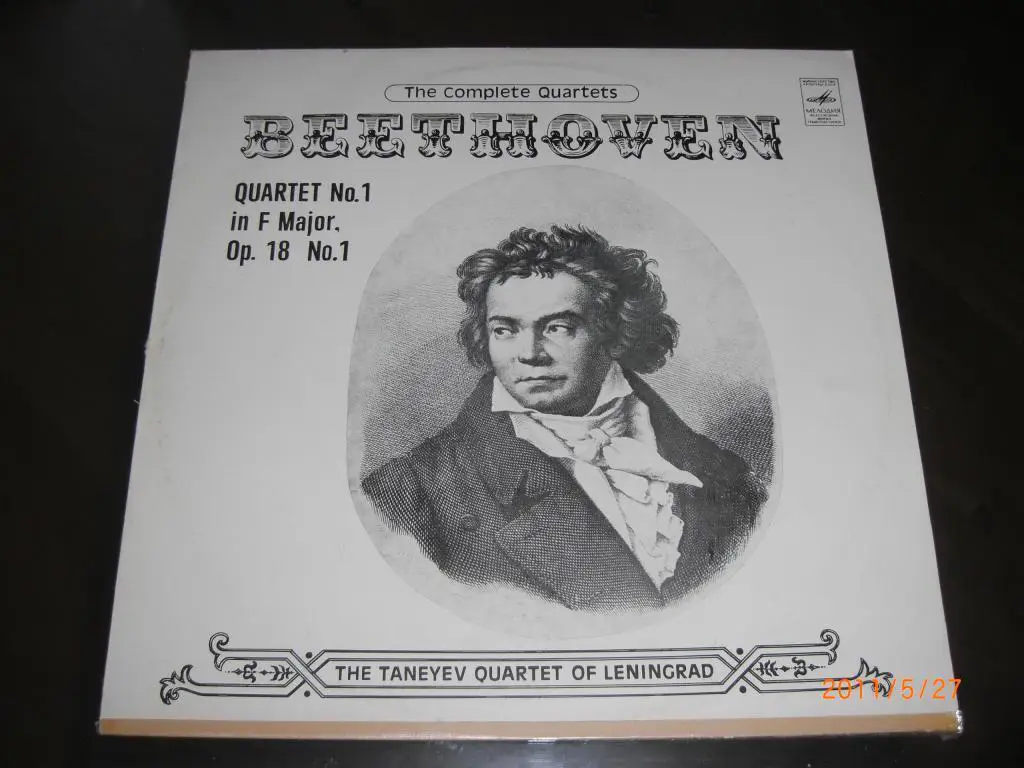 The Complete Quartets
BEETHOVEN
МЕЛОДИЯ
QUARTET No.1
in F Major,
Op. 18 No.1
THE TANEYEV QUARTET OF LENINGRAD
2011/5/27